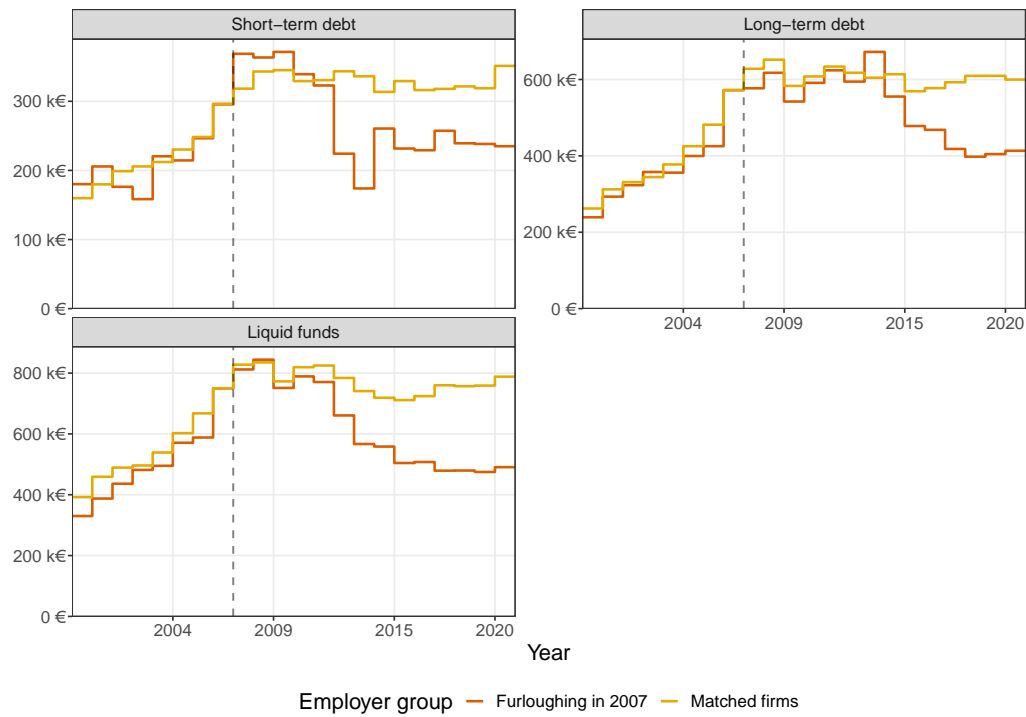 Short−term debt
Long−term debt
300 k€
200 k€
100 k€
0 €
600 k€
400 k€
200 k€
0 €
2004 2009 2015 2020
Liquid funds
800 k€
600 k€
400 k€
200 k€
0 €
2004 2009 2015 2020
Year
Employer group Furloughing in 2007 Matched firms